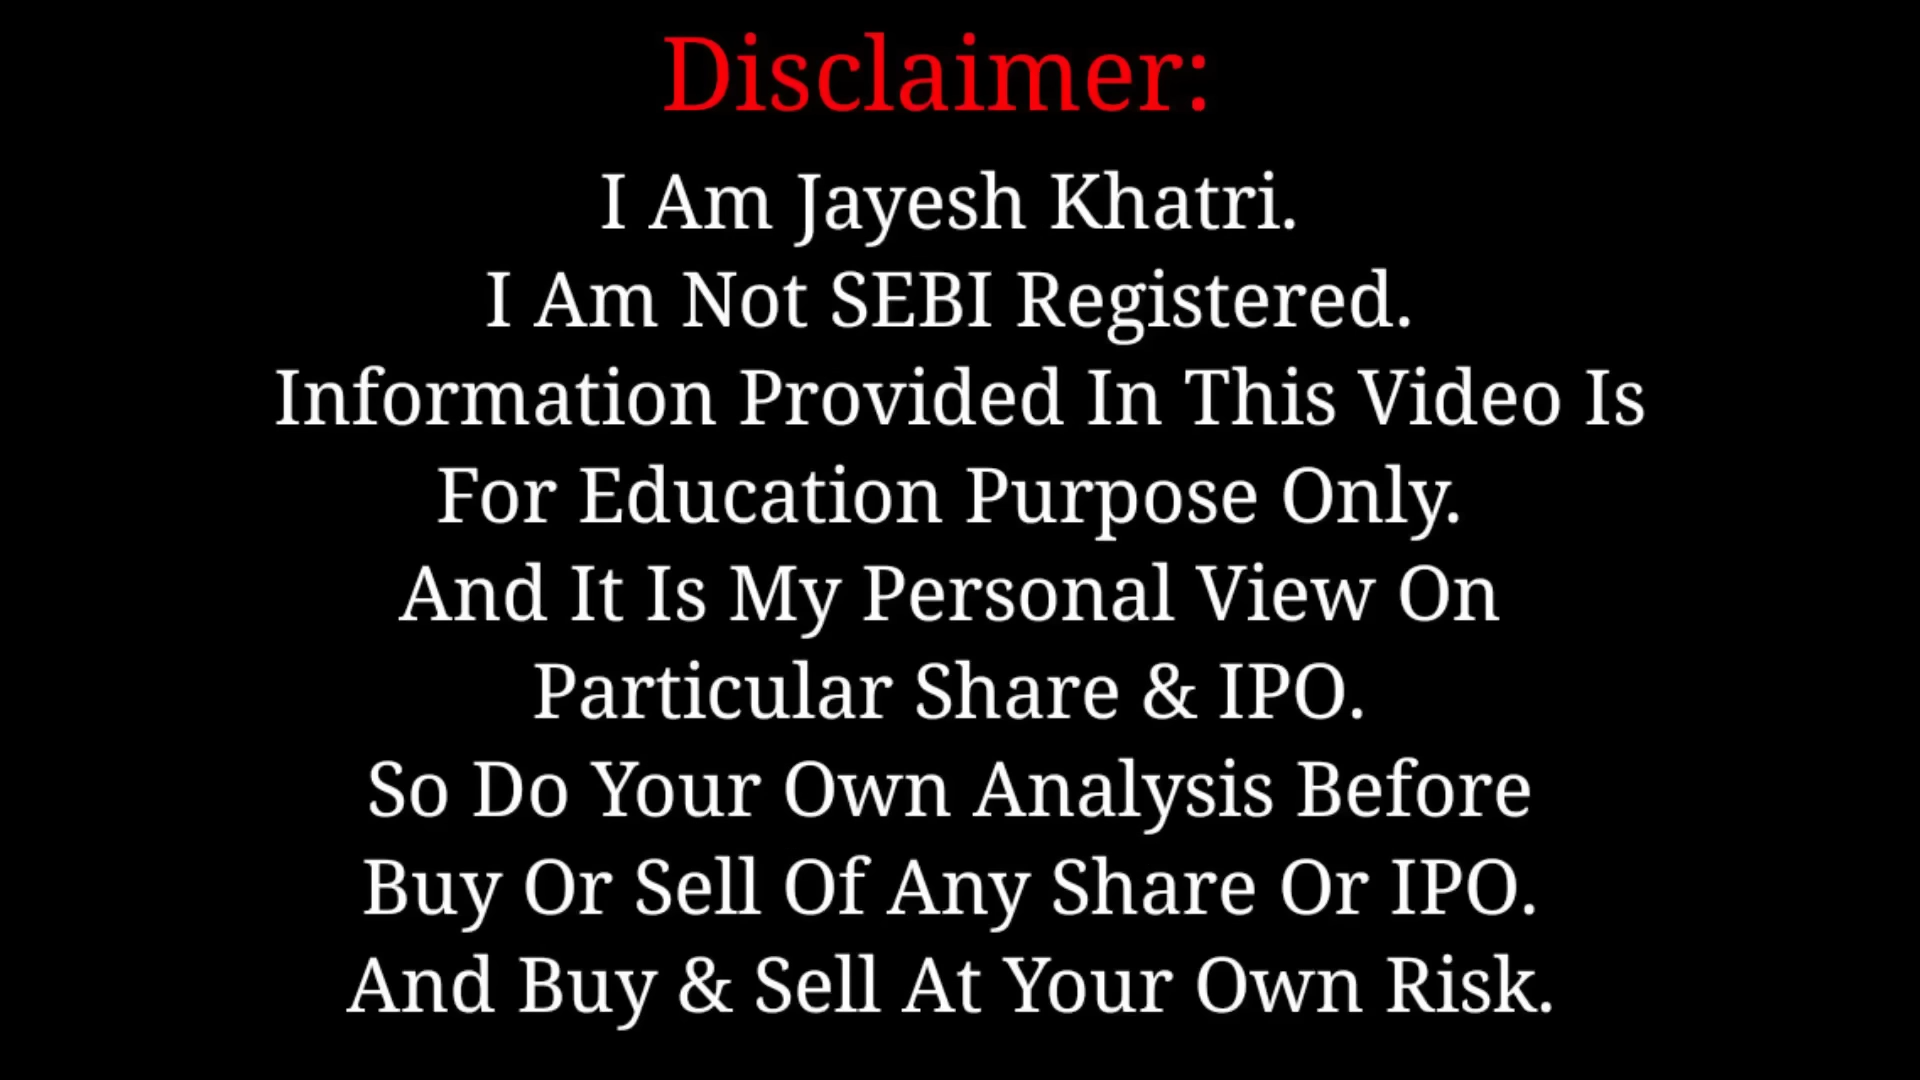 Disclaimer:
I Am Jayesh Khatri.
I Am Not SEBI Registered.
Information Provided In This Video Is
For Education Purpose Only.
And It Is My Personal View On
Particular Share & IPO.
So Do Your Own Analysis Before
Buy Or Sell Of Any Share Or IPO.
And Buy & Sell At Your Own Risk.